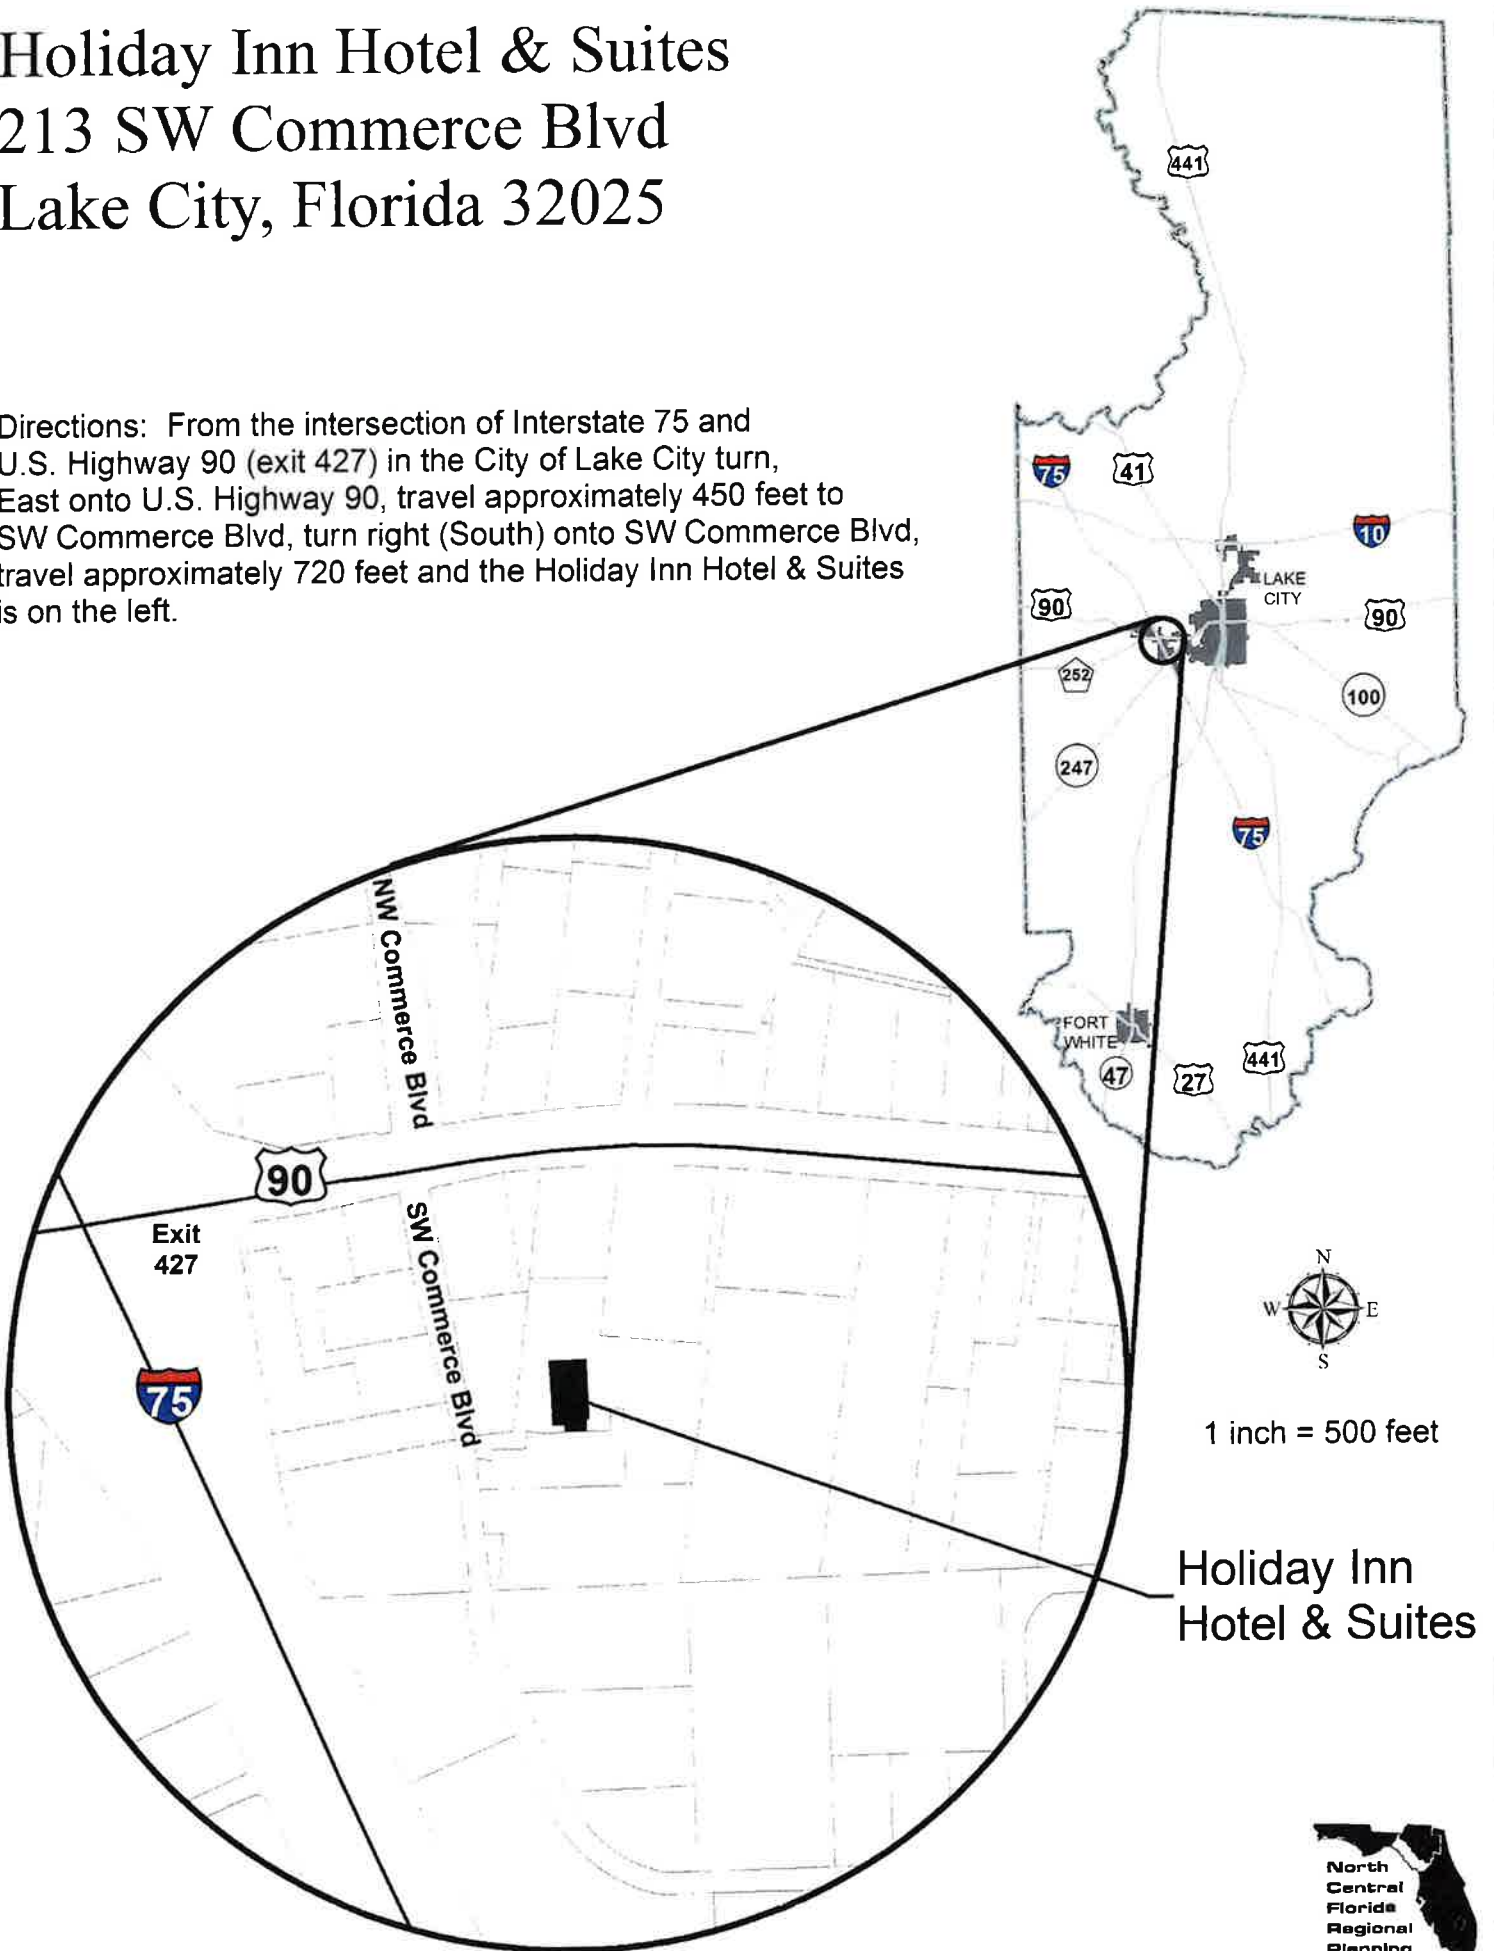 Holiday Inn Hotel & Suites
213 SW Commerce Blvd
Lake City, Florida 32025
Directions: From the intersection of Interstate 75 and
U.S. Highway 90 (exit 427) in the City of Lake City turn,
East onto U.S. Highway 90, travel approximately 450 feet to
SW Commerce Blvd, turn right (South) onto SW Commerce Blvd,
travel approximately 720 feet and the Holiday Inn Hotel & Suites
is on the left.
441
75
41
10
LAKE
CITY
90
90
252
100
247
75
FORT
WHITE
47
27
441
NW Commerce Blvd
90
Exit
427
SW Commerce Blvd
75
N
W
E
S
1 inch = 500 feet
Holiday Inn
Hotel & Suites
North
Central
Florida
Regional
Planning